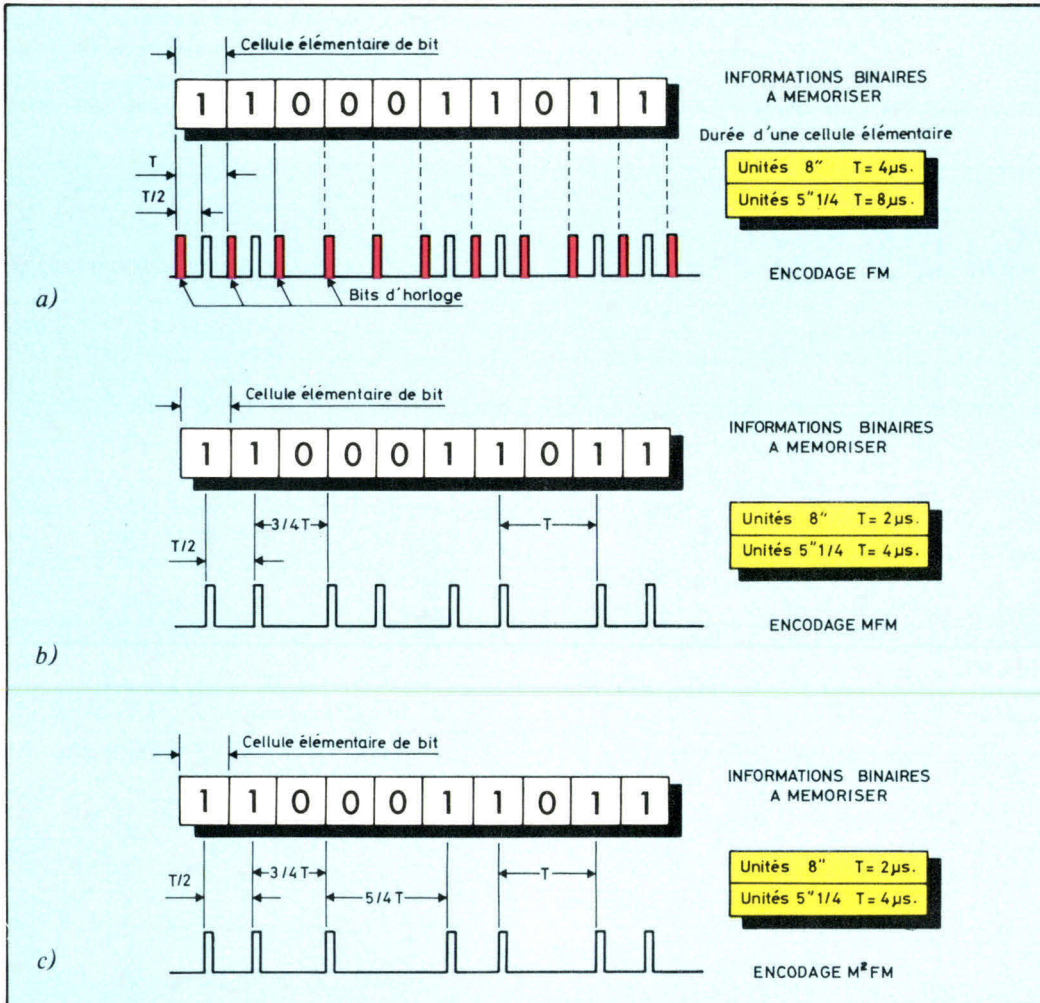 Cellule élémentaire de bit
1 1 0 0 0 1 1 0 1 1
INFORMATIONS BINAIRES
A MEMORISER
Durée d'une cellule élémentaire
Unités 8" T = 4µs.
Unités 5"1/4 T = 8µs.
T
T/2
Bits d'horloge
ENCODAGE FM
a)
Cellule élémentaire de bit
1 1 0 0 0 1 1 0 1 1
INFORMATIONS BINAIRES
A MEMORISER
3/4T
T
T/2
Unités 8" T = 2µs.
Unités 5"1/4 T = 4µs.
ENCODAGE MFM
b)
Cellule élémentaire de bit
1 1 0 0 0 1 1 0 1 1
INFORMATIONS BINAIRES
A MEMORISER
3/4T
T
T/2
5/4T
Unités 8" T = 2µs.
Unités 5"1/4 T = 4µs.
ENCODAGE M²FM
c)